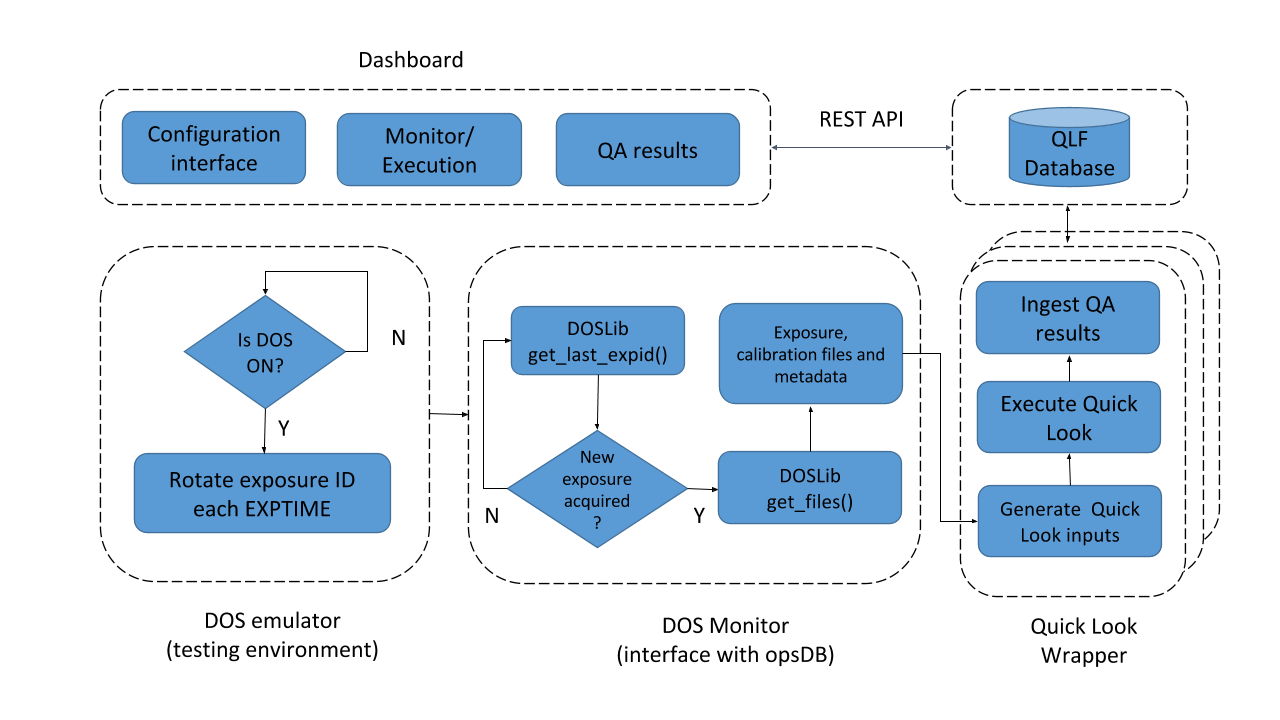 Dashboard
Configuration
interface
Monitor/
Execution
QA results
REST API
QLF
Database
Is DOS
ON?
N
Y
Rotate exposure ID
each EXPTIME
DOS emulator
(testing environment)
DOSLib
get_last_expid()
New
exposure
acquired
?
N
Y
DOSLib
get_files()
Exposure,
calibration files and
metadata
DOS Monitor
(interface with opsDB)
Ingest QA
results
Execute Quick
Look
Generate  Quick
Look inputs
Quick Look
Wrapper